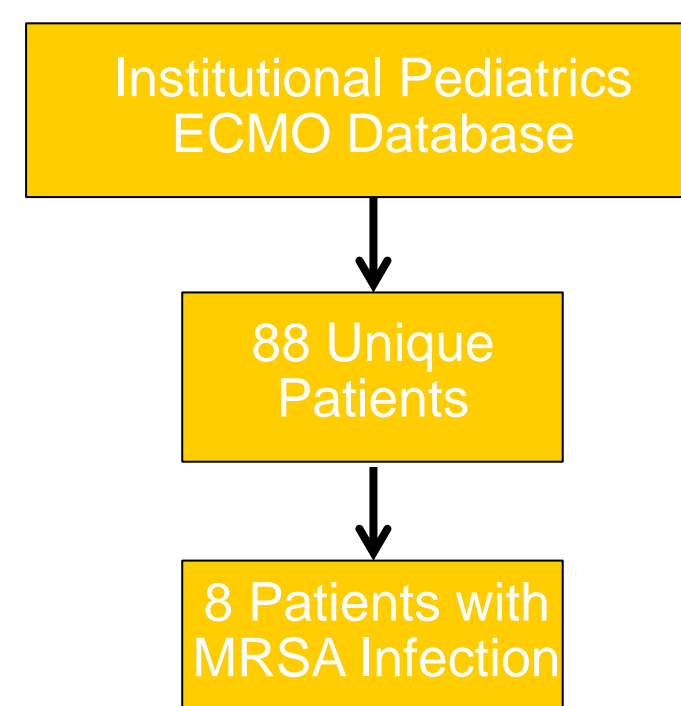 Institutional Pediatrics
ECMO Database
88 Unique
Patients
8 Patients with
MRSA Infection